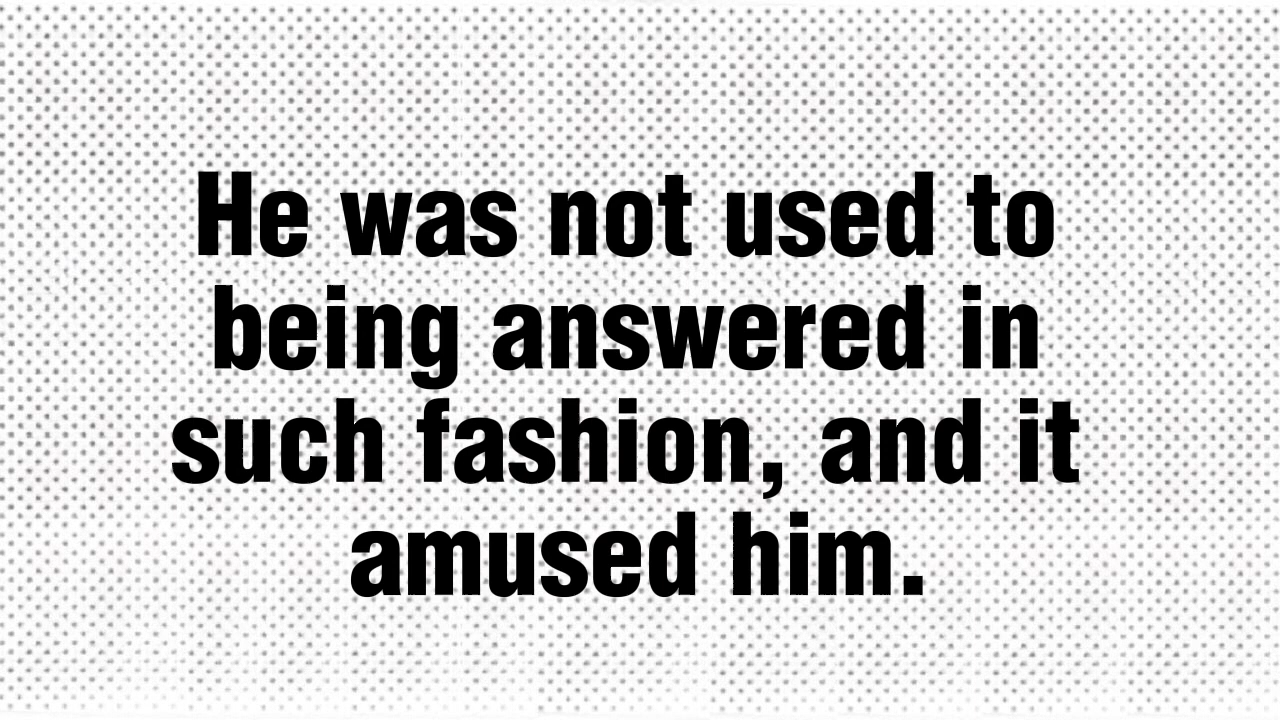 He was not used to
being answered in
such fashion, and it
amused him.